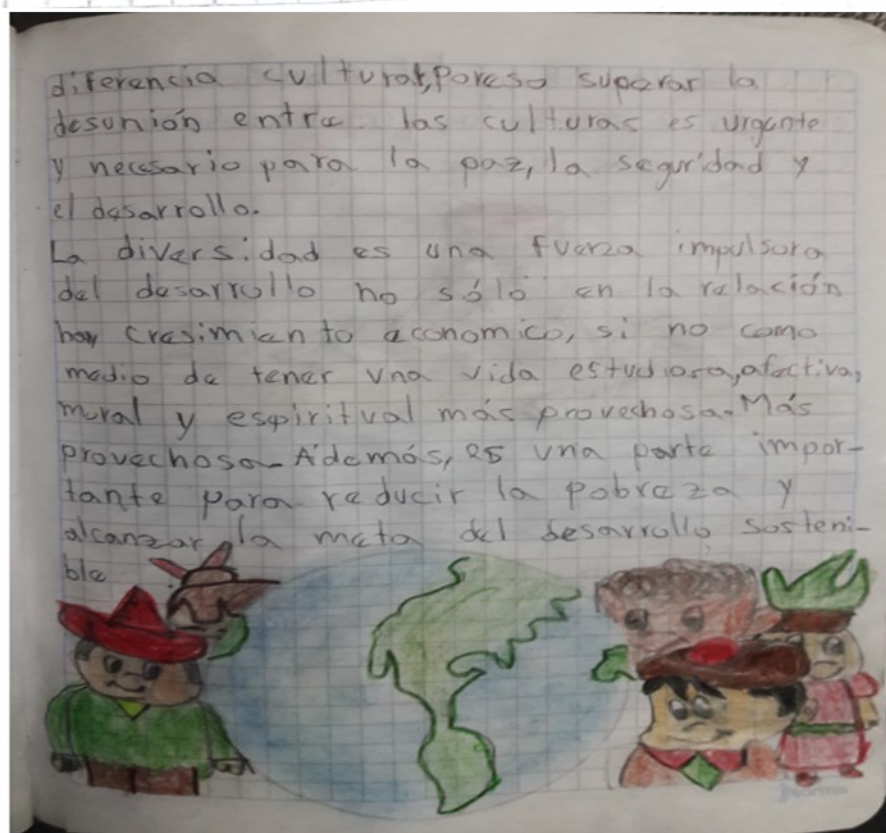 diferencia cultural, Poreso superar la
desunión entre las culturas es urgente
y necesario para la paz, la seguridad y
el desarrollo.
La diversidad es una fuerza impulsora
del desarrollo no sólo en la relación
hay cresimiento economico, si no como
medio de tener una vida estudiosa, afectiva,
moral y espiritual más provechosa. Más
provechosa Además, es una parte impor-
tante para reducir la pobreza y
alcanzar la meta del desarrollo sosteni-
ble
norma